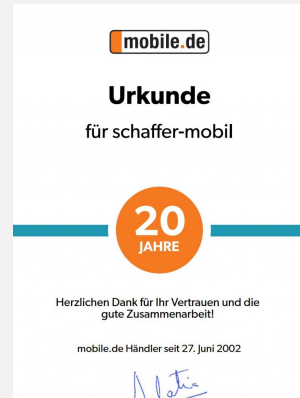 mobile.de
Urkunde
für schaffer-mobil
20
JAHRE
Herzlichen Dank für Ihr Vertrauen und die
gute Zusammenarbeit!
mobile.de Händler seit 27. Juni 2002